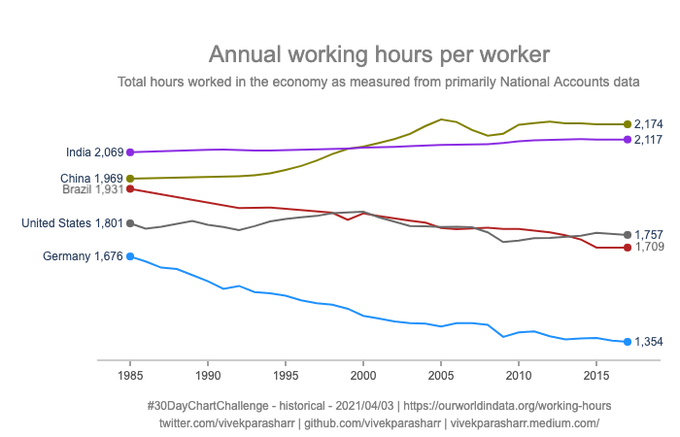 Annual working hours per worker
Total hours worked in the economy as measured from primarily National Accounts data
2,174
2,117
India 2,069
China 1,969
Brazil 1,931
United States 1,801
1,757
1,709
Germany 1,676
1,354
1985 1990 1995 2000 2005 2010 2015
#30DayChartChallenge - historical - 2021/04/03 | https://ourworldindata.org/working-hours
twitter.com/vivekparasharr | github.com/vivekparasharr | vivekparasharr.medium.com/